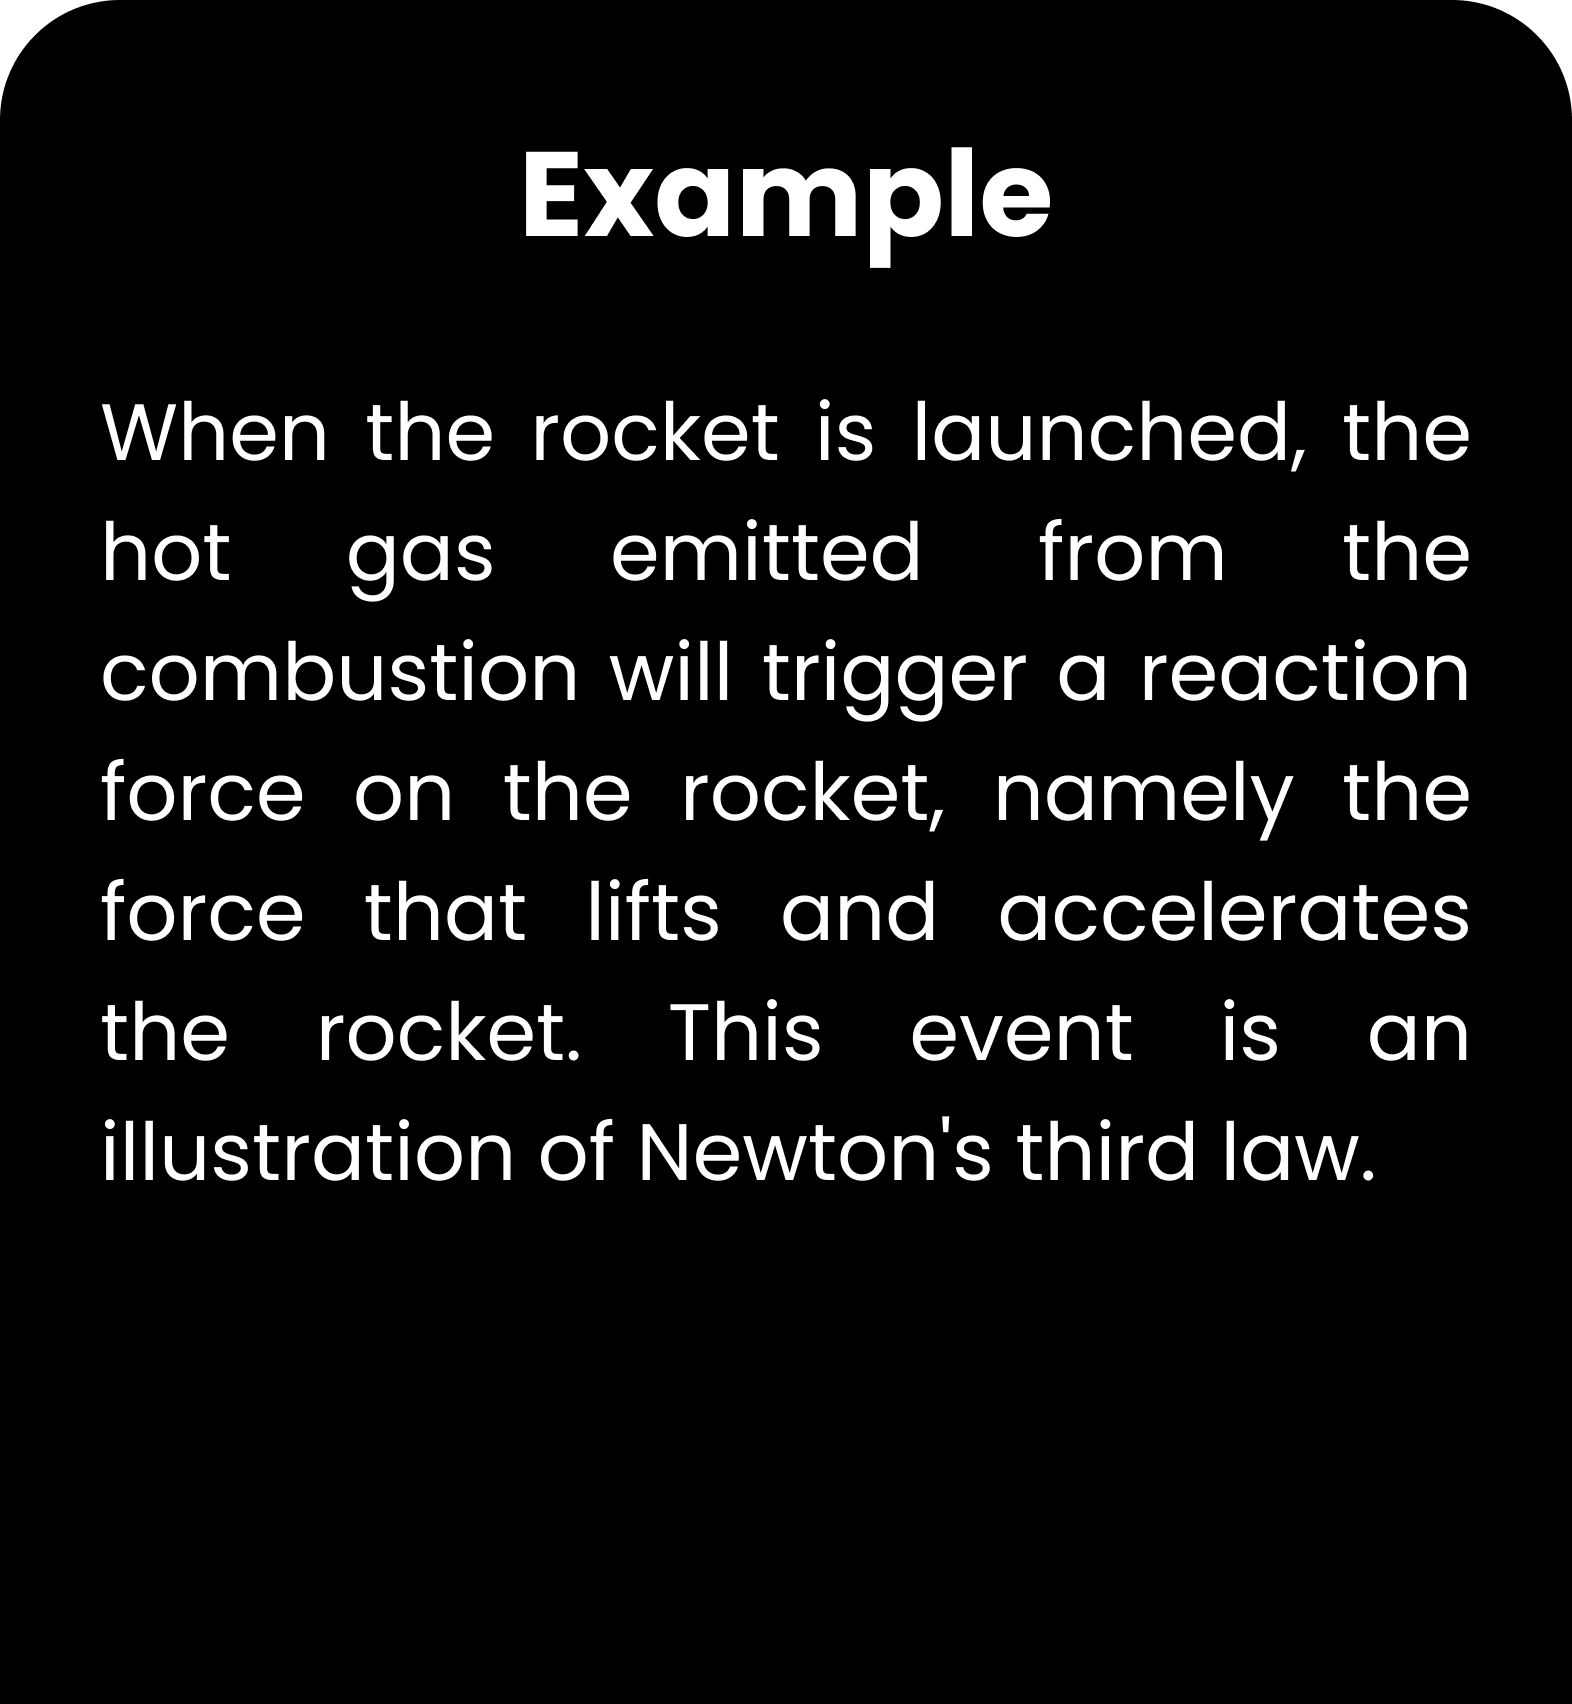 Example
When the rocket is launched, the
hot gas emitted from the
combustion will trigger a reaction
force on the rocket, namely the
force that lifts and accelerates
the rocket. This event is an
illustration of Newton's third law.